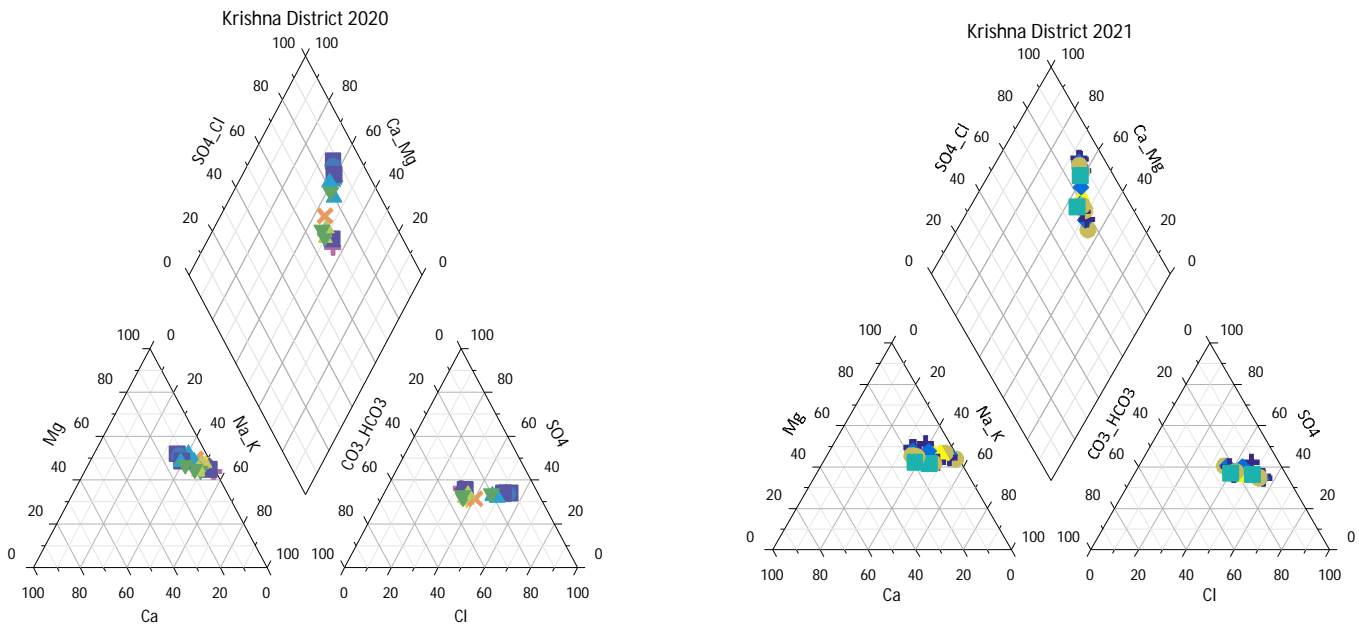 Krishna District 2020
100 100
80 80
60 60
40 40
20 20
0 0
SO4_Cl
Ca_Mg
100 0
80 20
60 40
40 60
20 80
0 100
Mg
Na_K
100 80 60 40 20 0
Ca
0 100
20 80
40 60
60 40
80 20
100 0
CO3_HCO3
SO4
0 20 40 60 80 100
Cl
Krishna District 2021
100 100
80 80
60 60
40 40
20 20
0 0
SO4_Cl
Ca_Mg
100 0
80 20
60 40
40 60
20 80
0 100
Mg
Na_K
100 80 60 40 20 0
Ca
0 100
20 80
40 60
60 40
80 20
100 0
CO3_HCO3
SO4
0 20 40 60 80 100
Cl